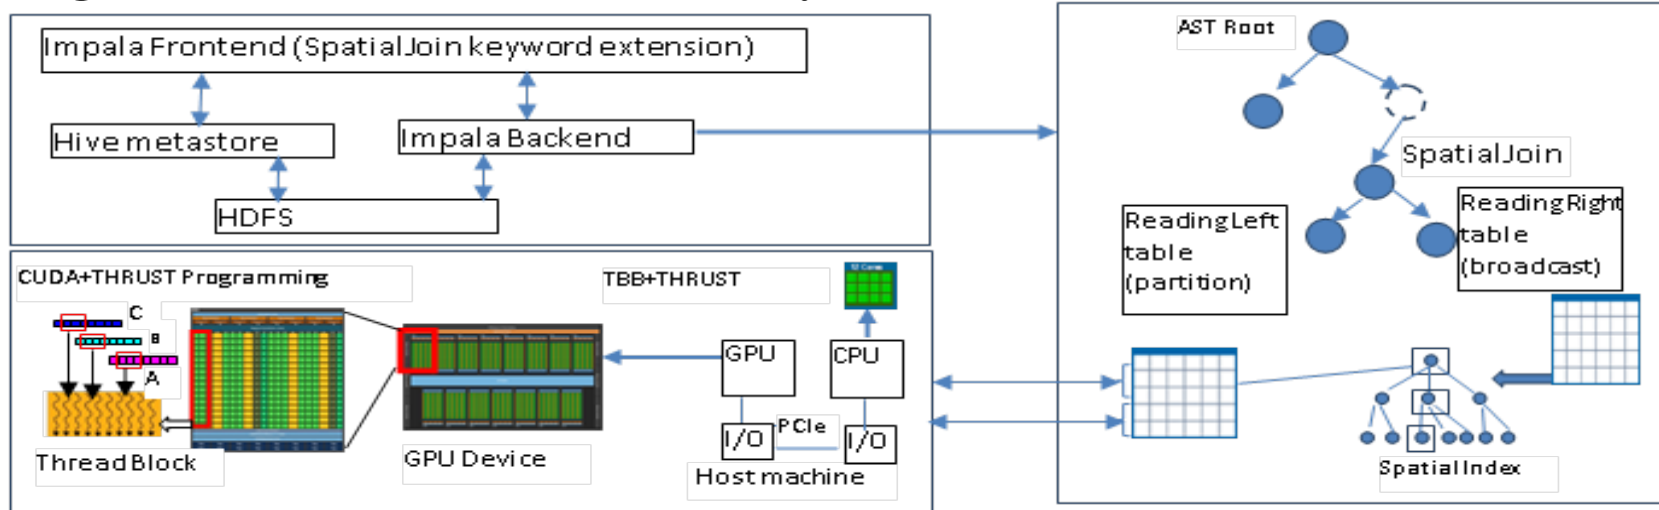 Impala Frontend (SpatialJoin keyword extension)
Hive metastore
Impala Backend
HDFS
AST Root
SpatialJoin
Reading Left
table
(partition)
Reading Right
table
(broadcast)
Spatial Index
CUDA+THRUST Programming
C
B
A
Thread Block
GPU Device
TBB+THRUST
GPU
CPU
I/O
PCIe
I/O
Host machine